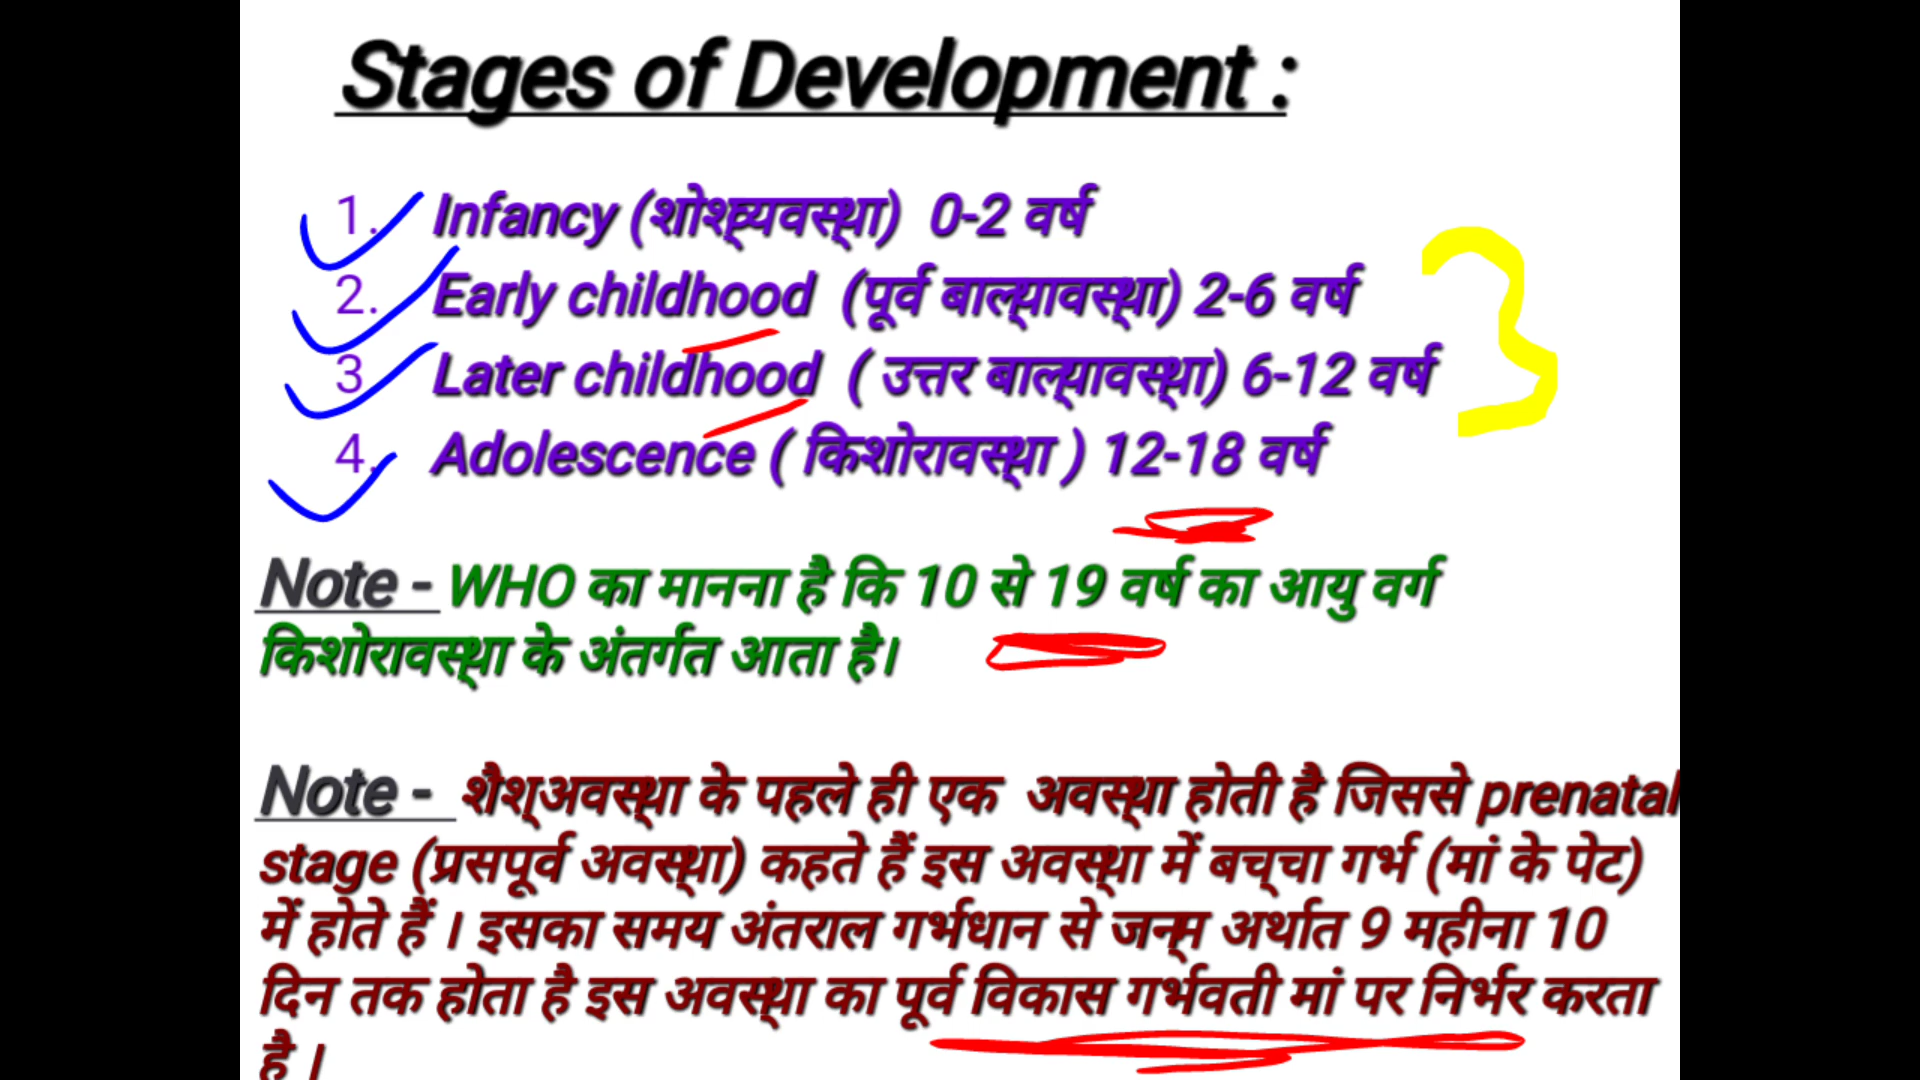 Stages of Development :
1. Infancy (शोश्व्यवस्था) 0-2 वर्ष
2. Early childhood (पूर्व बाल्यावस्था) 2-6 वर्ष
3 Later childhood ( उत्तर बाल्यावस्था) 6-12 वर्ष
4. Adolescence ( किशोरावस्था ) 12-18 वर्ष
Note - WHO का मानना है कि 10 से 19 वर्ष का आयु वर्ग
किशोरावस्था के अंतर्गत आता है।
Note - शैश्अवस्था के पहले ही एक अवस्था होती है जिससे prenatal
stage (प्रसपूर्व अवस्था) कहते हैं इस अवस्था में बच्चा गर्भ (मां के पेट)
में होते हैं । इसका समय अंतराल गर्भधान से जन्म अर्थात 9 महीना 10
दिन तक होता है इस अवस्था का पूर्व विकास गर्भवती मां पर निर्भर करता
है ।